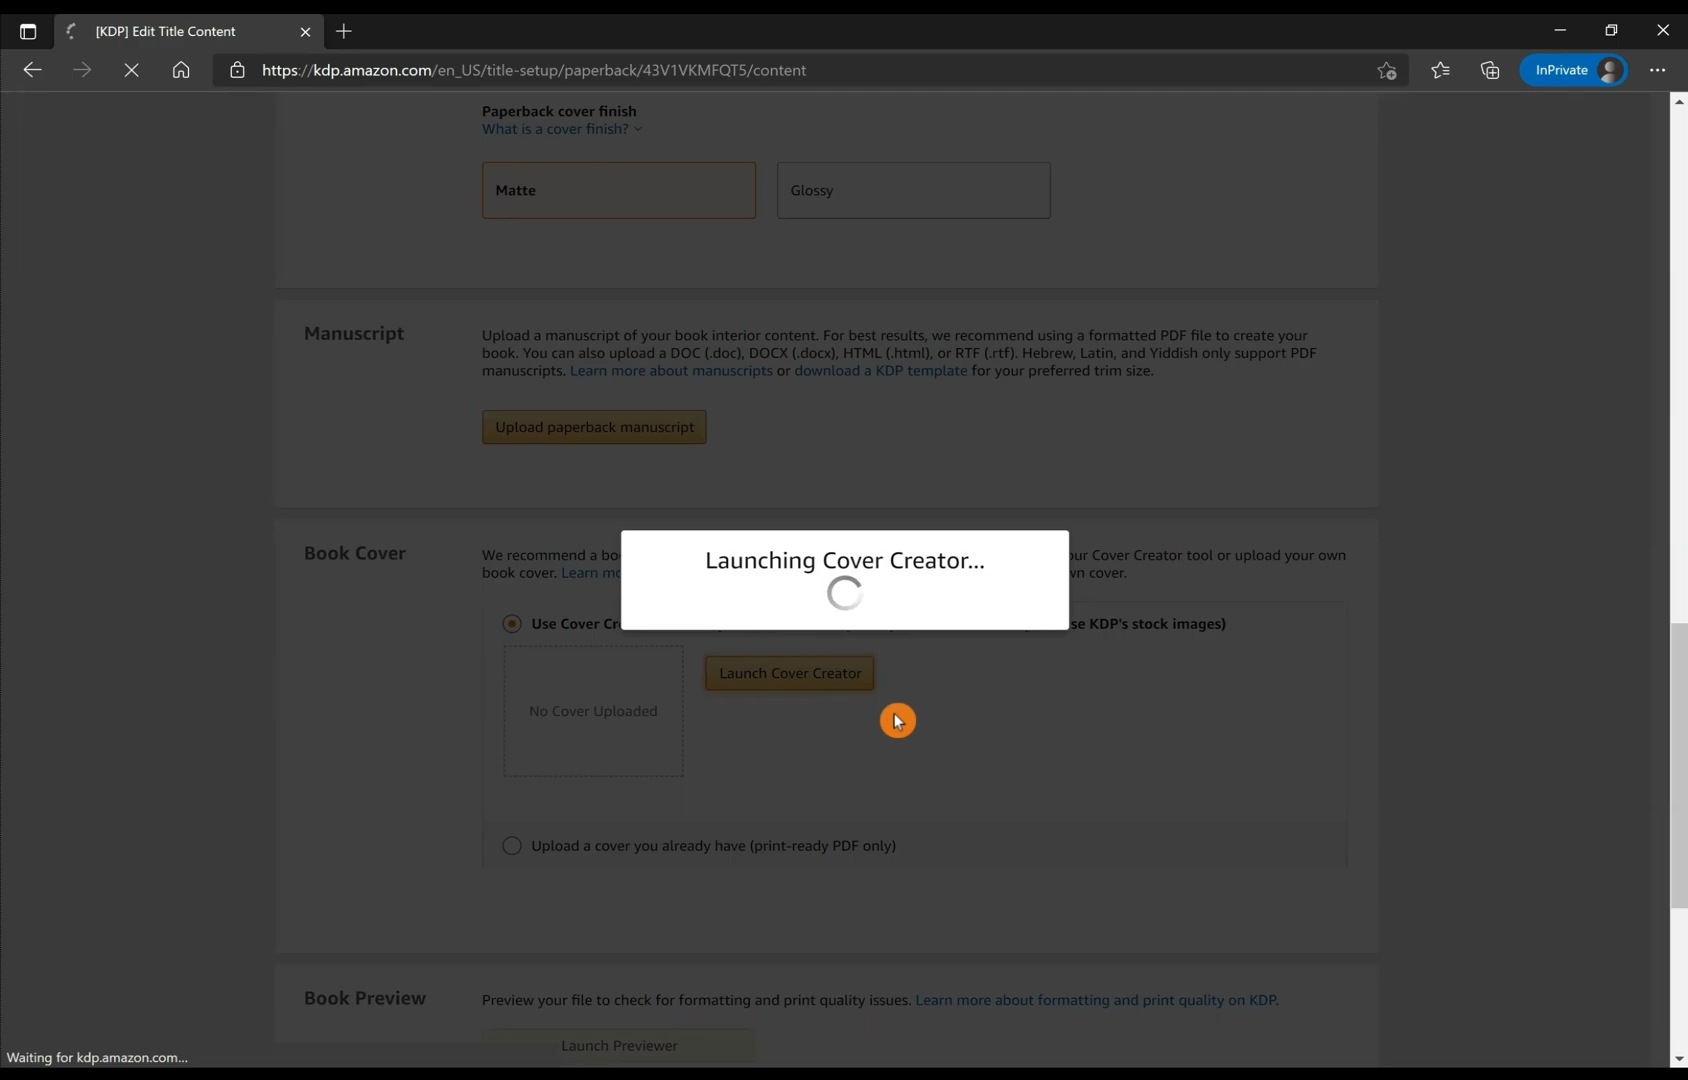 [KDP] Edit Title Content
https://kdp.amazon.com/en_US/title-setup/paperback/43V1VKMFQT5/content
InPrivate
Paperback cover finish
What is a cover finish?
Matte
Glossy
Manuscript
Upload a manuscript of your book interior content. For best results, we recommend using a formatted PDF file to create your
book. You can also upload a DOC (.doc), DOCX (.docx), HTML (.html), or RTF (.rtf). Hebrew, Latin, and Yiddish only support PDF
manuscripts. Learn more about manuscripts or download a KDP template for your preferred trim size.
Upload paperback manuscript
Book Cover
We recommend a bo
ur Cover Creator tool or upload your own
book cover. Learn mo
wn cover.
Launching Cover Creator...
Use Cover Cr
se KDP's stock images)
Launch Cover Creator
No Cover Uploaded
Upload a cover you already have (print-ready PDF only)
Book Preview
Preview your file to check for formatting and print quality issues. Learn more about formatting and print quality on KDP.
Launch Previewer
Waiting for kdp.amazon.com...